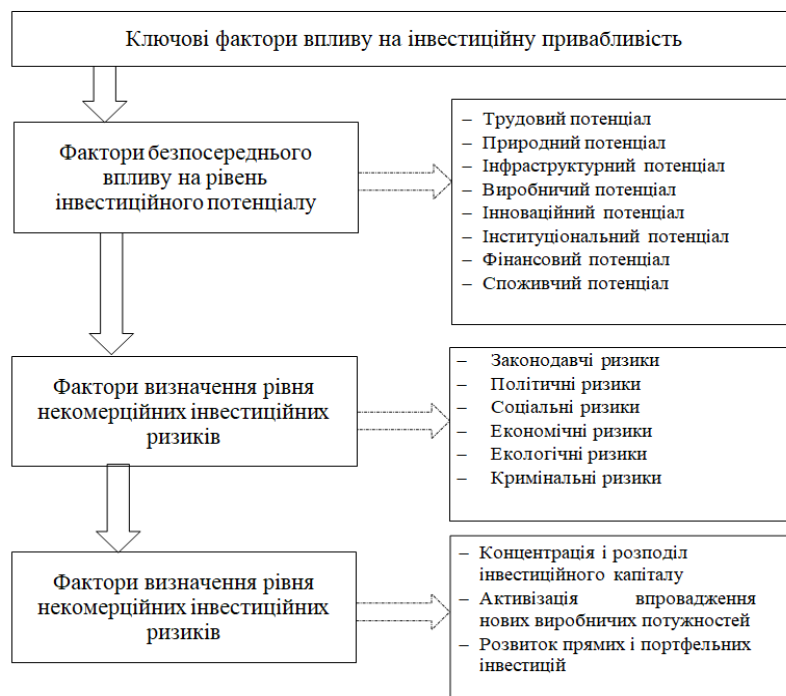 Ключові фактори впливу на інвестиційну привабливість
Фактори безпосереднього
впливу на рівень
інвестиційного потенціалу
– Трудовий потенціал
– Природний потенціал
– Інфраструктурний потенціал
– Виробничий потенціал
– Інноваційний потенціал
– Інституціональний потенціал
– Фінансовий потенціал
– Споживчий потенціал
Фактори визначення рівня
некомерційних інвестиційних
ризиків
– Законодавчі ризики
– Політичні ризики
– Соціальні ризики
– Економічні ризики
– Екологічні ризики
– Кримінальні ризики
Фактори визначення рівня
некомерційних інвестиційних
ризиків
– Концентрація і розподіл
інвестиційного капіталу
– Активізація впровадження
нових виробничих потужностей
– Розвиток прямих і портфельних
інвестицій